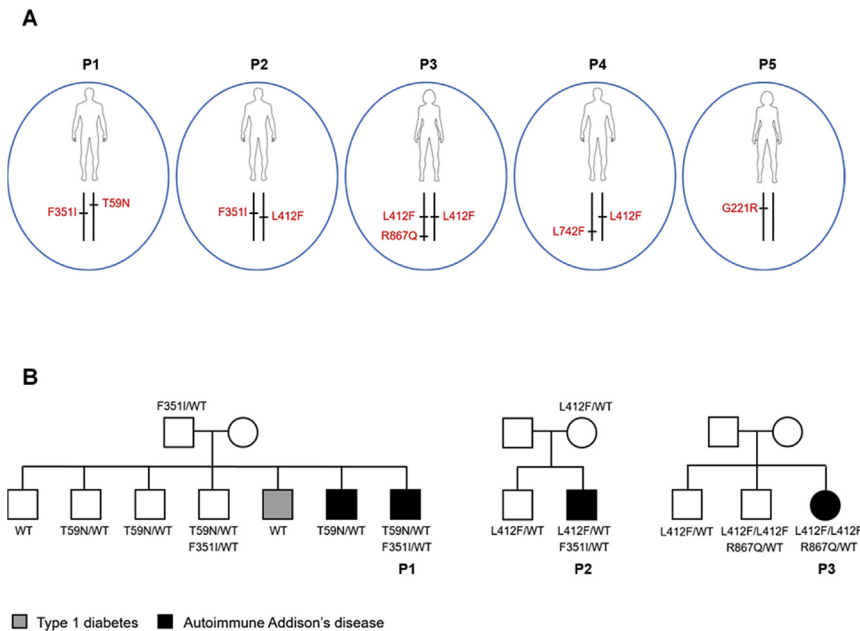 A
P1 P2 P3 P4 P5
F351I T59N
F351I L412F
L412F L412F
R867Q
L742F L412F
G221R
B
F351I/WT
L412F/WT
WT T59N/WT T59N/WT T59N/WT WT T59N/WT T59N/WT
F351I/WT F351I/WT
P1
L412F/WT L412F/WT
F351I/WT
P2
L412F/WT L412F/L412F L412F/L412F
R867Q/WT R867Q/WT
P3
Type 1 diabetes Autoimmune Addison's disease